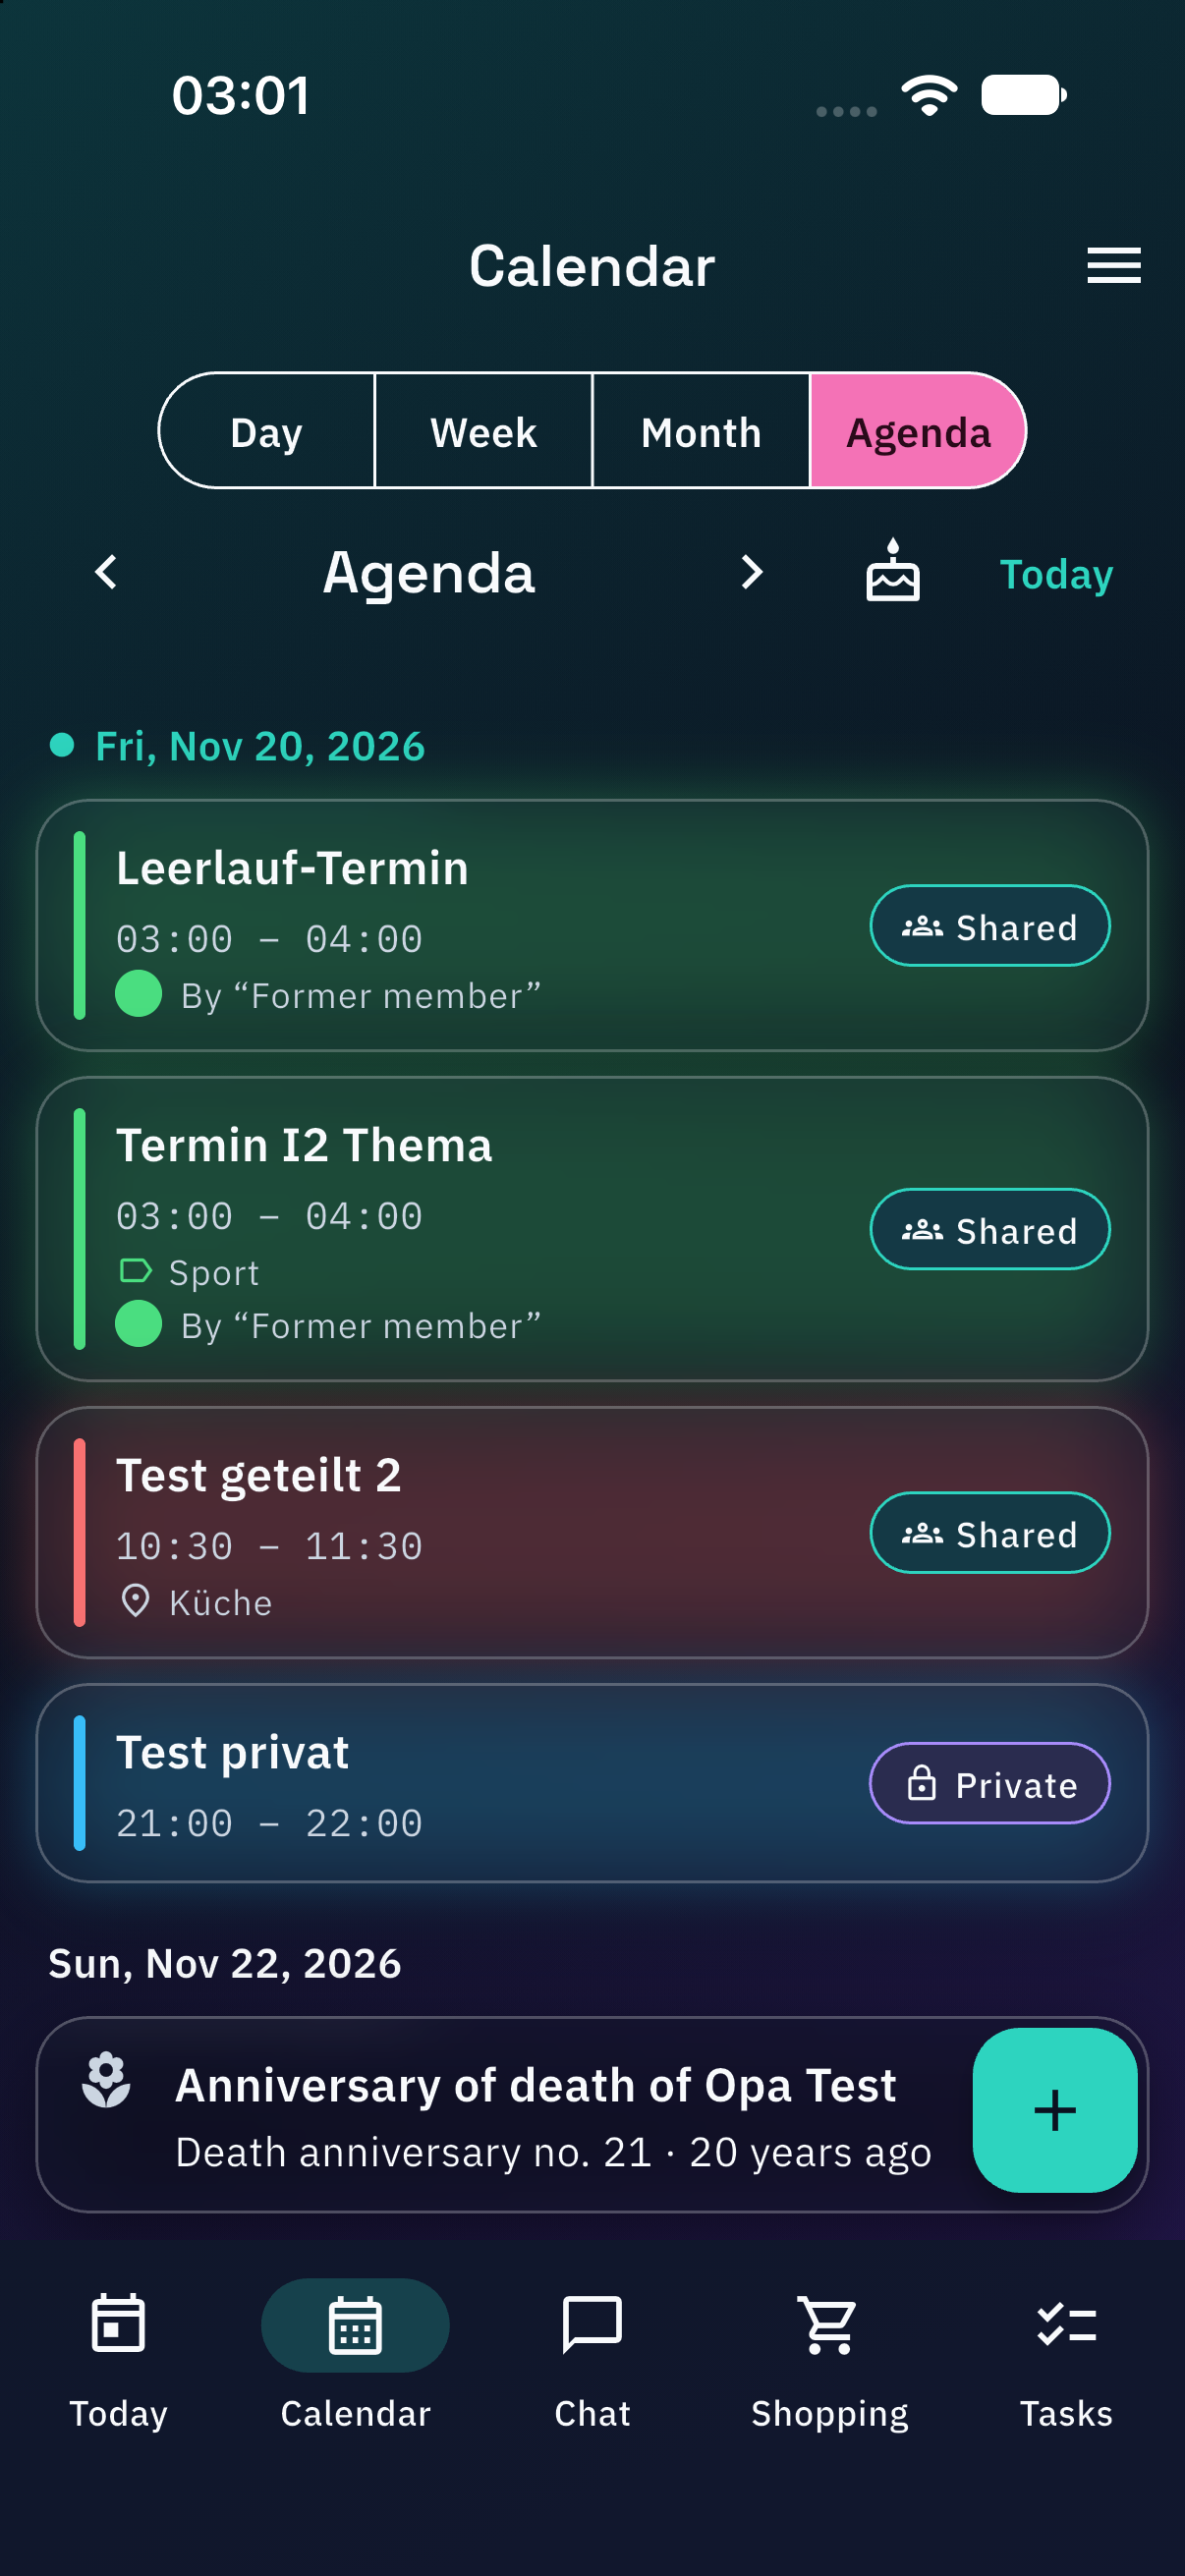 03:01
Calendar
Day
Week
Month
Agenda
Agenda
Today
Fri, Nov 20, 2026
Leerlauf-Termin
03:00 – 04:00
By “Former member”
Shared
Termin I2 Thema
03:00 – 04:00
Sport
By “Former member”
Shared
Test geteilt 2
10:30 – 11:30
Küche
Shared
Test privat
21:00 – 22:00
Private
Sun, Nov 22, 2026
Anniversary of death of Opa Test
Death anniversary no. 21 · 20 years ago
Today
Calendar
Chat
Shopping
Tasks